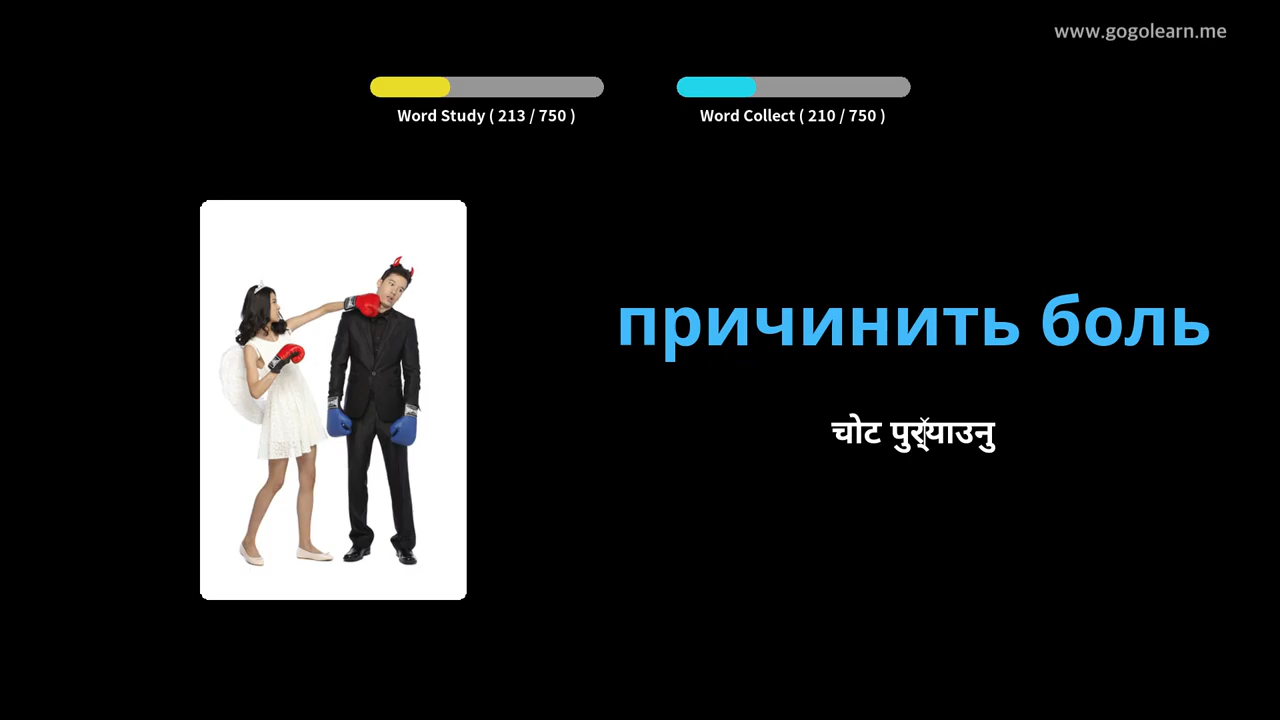 www.gogolearn.me
Word Study ( 213 / 750 )
Word Collect ( 210 / 750 )
причинить боль
चोट पुर्‍याउनु